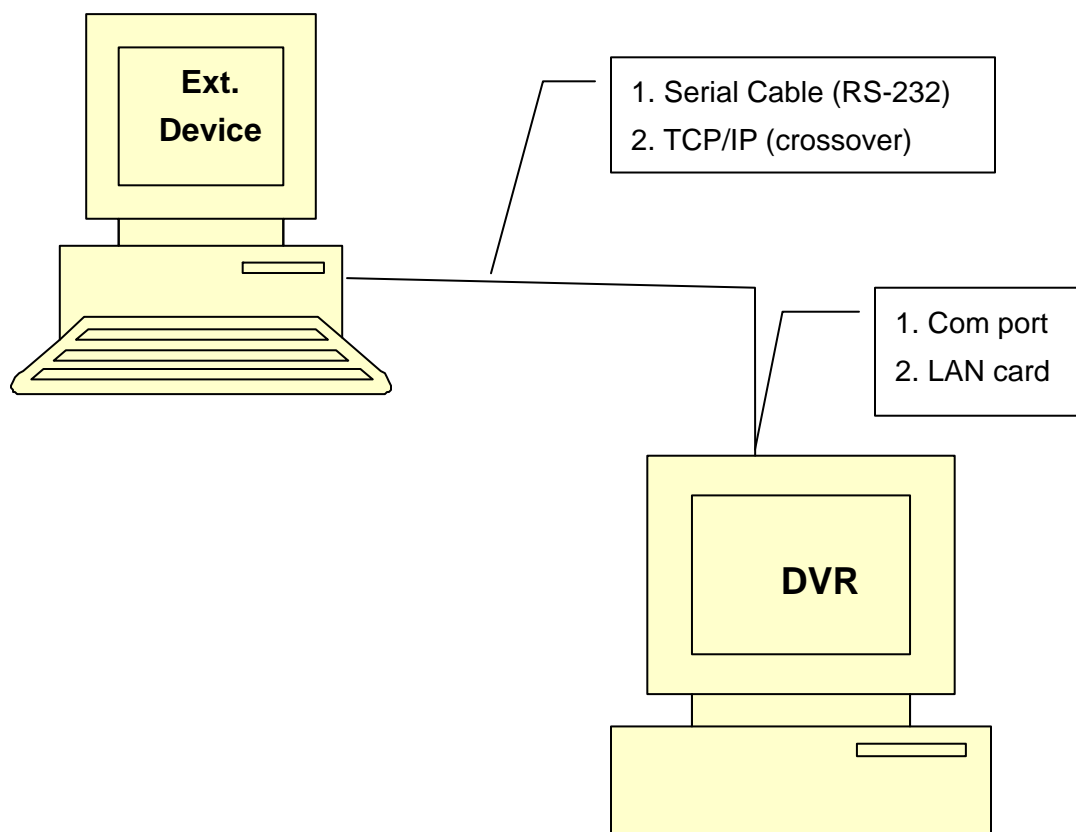 Ext.
Device
1. Serial Cable (RS-232)
2. TCP/IP (crossover)
1. Com port
2. LAN card
DVR